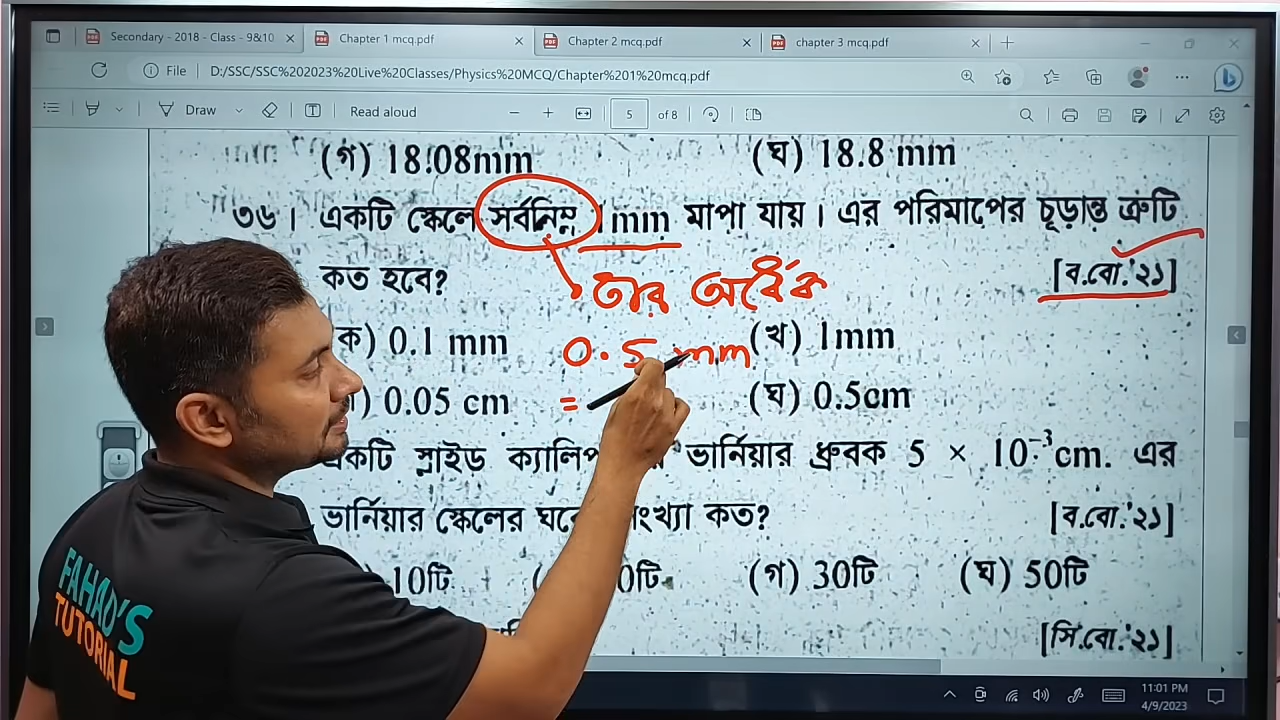 Secondary - 2018 - Class - 9&10
Chapter 1 mcq.pdf
Chapter 2 mcq.pdf
chapter 3 mcq.pdf
File
D:/SSC/SSC%202023%20Live%20Classes/Physics%20MCQ/Chapter%201%20mcq.pdf
Draw
Read aloud
5 of 8
(গ) 18.08mm (ঘ) 18.8 mm
৩৬। একটি স্কেলে সর্বনিম্ন 1mm মাপা যায়। এর পরিমাপের চূড়ান্ত ত্রুটি
কত হবে? [ব.বো.'২১]
তার অর্ধেক
ক) 0.1 mm (খ) 1mm
0.5 mm
) 0.05 cm (ঘ) 0.5cm
=
একটি স্লাইড ভার্নিয়ার ধ্রুবক 5 × 10⁻³cm. এর
ভার্নিয়ার স্কেলের কত? [ব.বো.'২১]
10টি (গ) 30টি (ঘ) 50টি
[সি.বো.'২১]
FAHAD'S
TUTORIAL
11:01 PM
4/9/2023